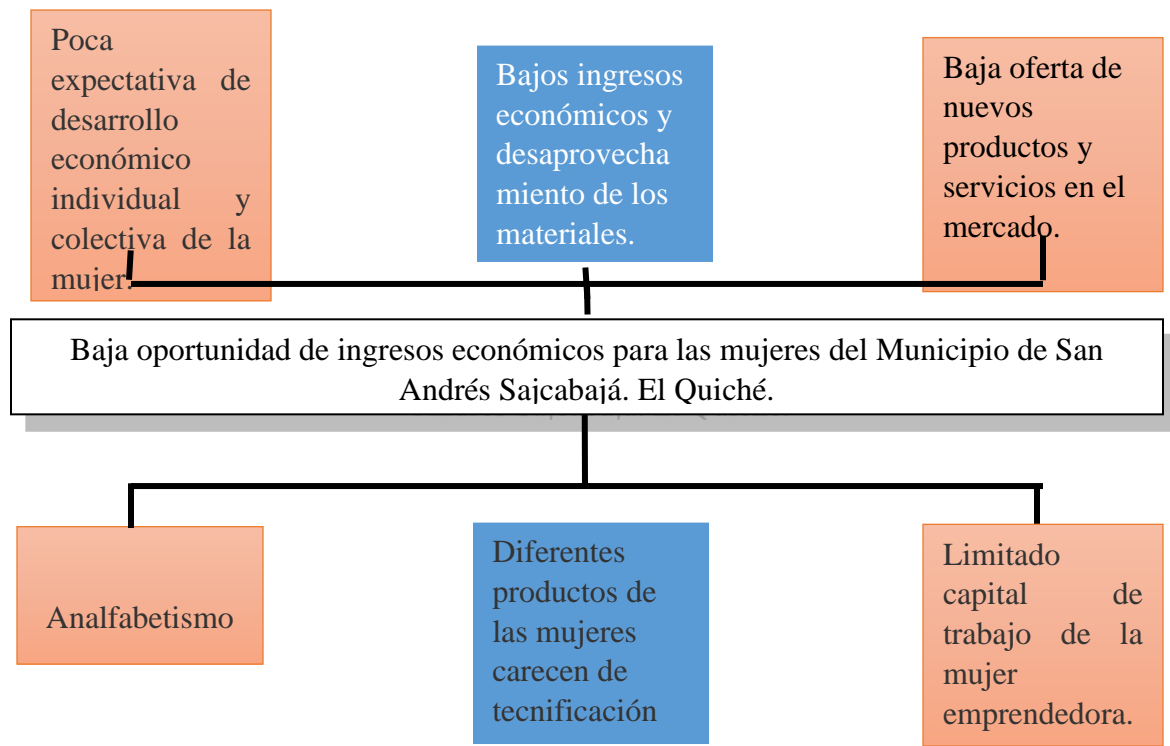 Poca
expectativa de
desarrollo
económico
individual y
colectiva de la
mujer.
Bajos ingresos
económicos y
desaprovecha
miento de los
materiales.
Baja oferta de
nuevos
productos y
servicios en el
mercado.
Baja oportunidad de ingresos económicos para las mujeres del Municipio de San
Andrés Sajcabajá. El Quiché.
Analfabetismo
Diferentes
productos de
las mujeres
carecen de
tecnificación
Limitado
capital de
trabajo de la
mujer
emprendedora.